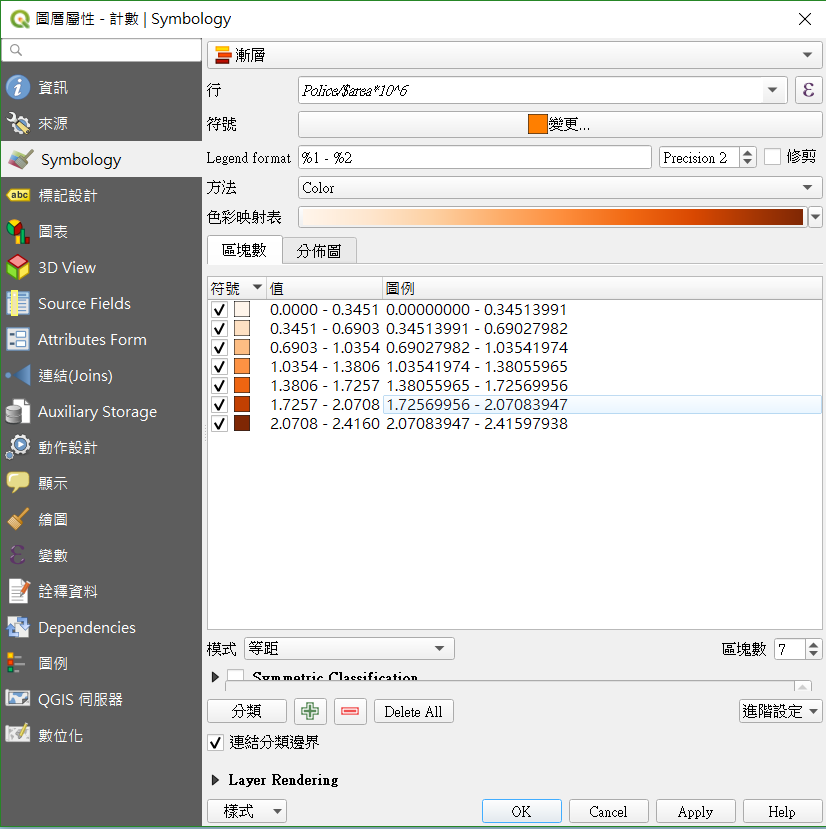 圖層屬性 - 計數 | Symbology
資訊
來源
Symbology
abc 標記設計
圖表
3D View
Source Fields
Attributes Form
連結(Joins)
Auxiliary Storage
動作設計
顯示
繪圖
變數
詮釋資料
Dependencies
圖例
QGIS 伺服器
數位化
漸層
行 Police/$area*10^6 ε
符號 變更...
Legend format %1 - %2 Precision 2 修剪
方法 Color
色彩映射表
區塊數 分佈圖
符號 值 圖例
0.0000 - 0.3451 0.00000000 - 0.34513991
0.3451 - 0.6903 0.34513991 - 0.69027982
0.6903 - 1.0354 0.69027982 - 1.03541974
1.0354 - 1.3806 1.03541974 - 1.38055965
1.3806 - 1.7257 1.38055965 - 1.72569956
1.7257 - 2.0708 1.72569956 - 2.07083947
2.0708 - 2.4160 2.07083947 - 2.41597938
模式 等距 區塊數 7
Symmetric Classification
分類 Delete All 進階設定
連結分類邊界
Layer Rendering
樣式 OK Cancel Apply Help